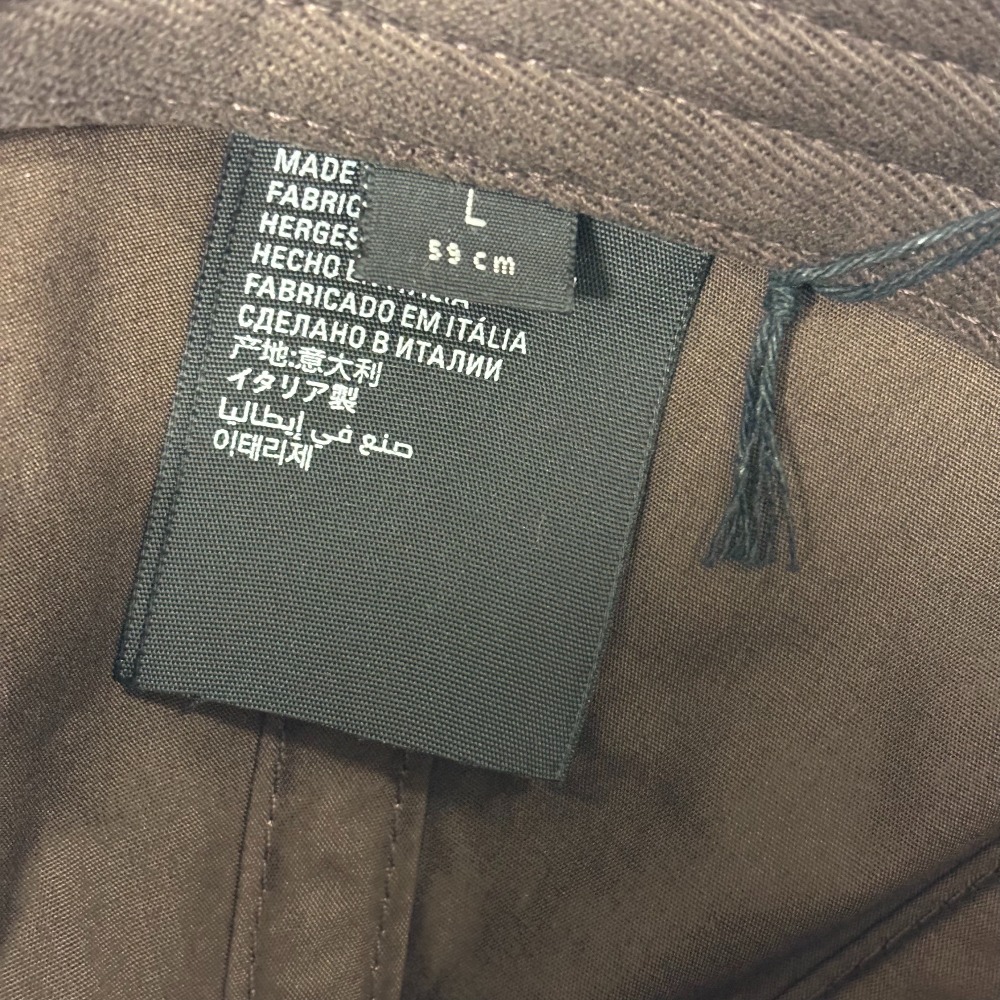 L
59 cm
MADE
FABRIC
HERGES
HECHO
FABRICADO EM ITÁLIA
СДЕЛАНО В ИТАЛИИ
产地:意大利
イタリア製
صنع في إيطاليا
이태리제